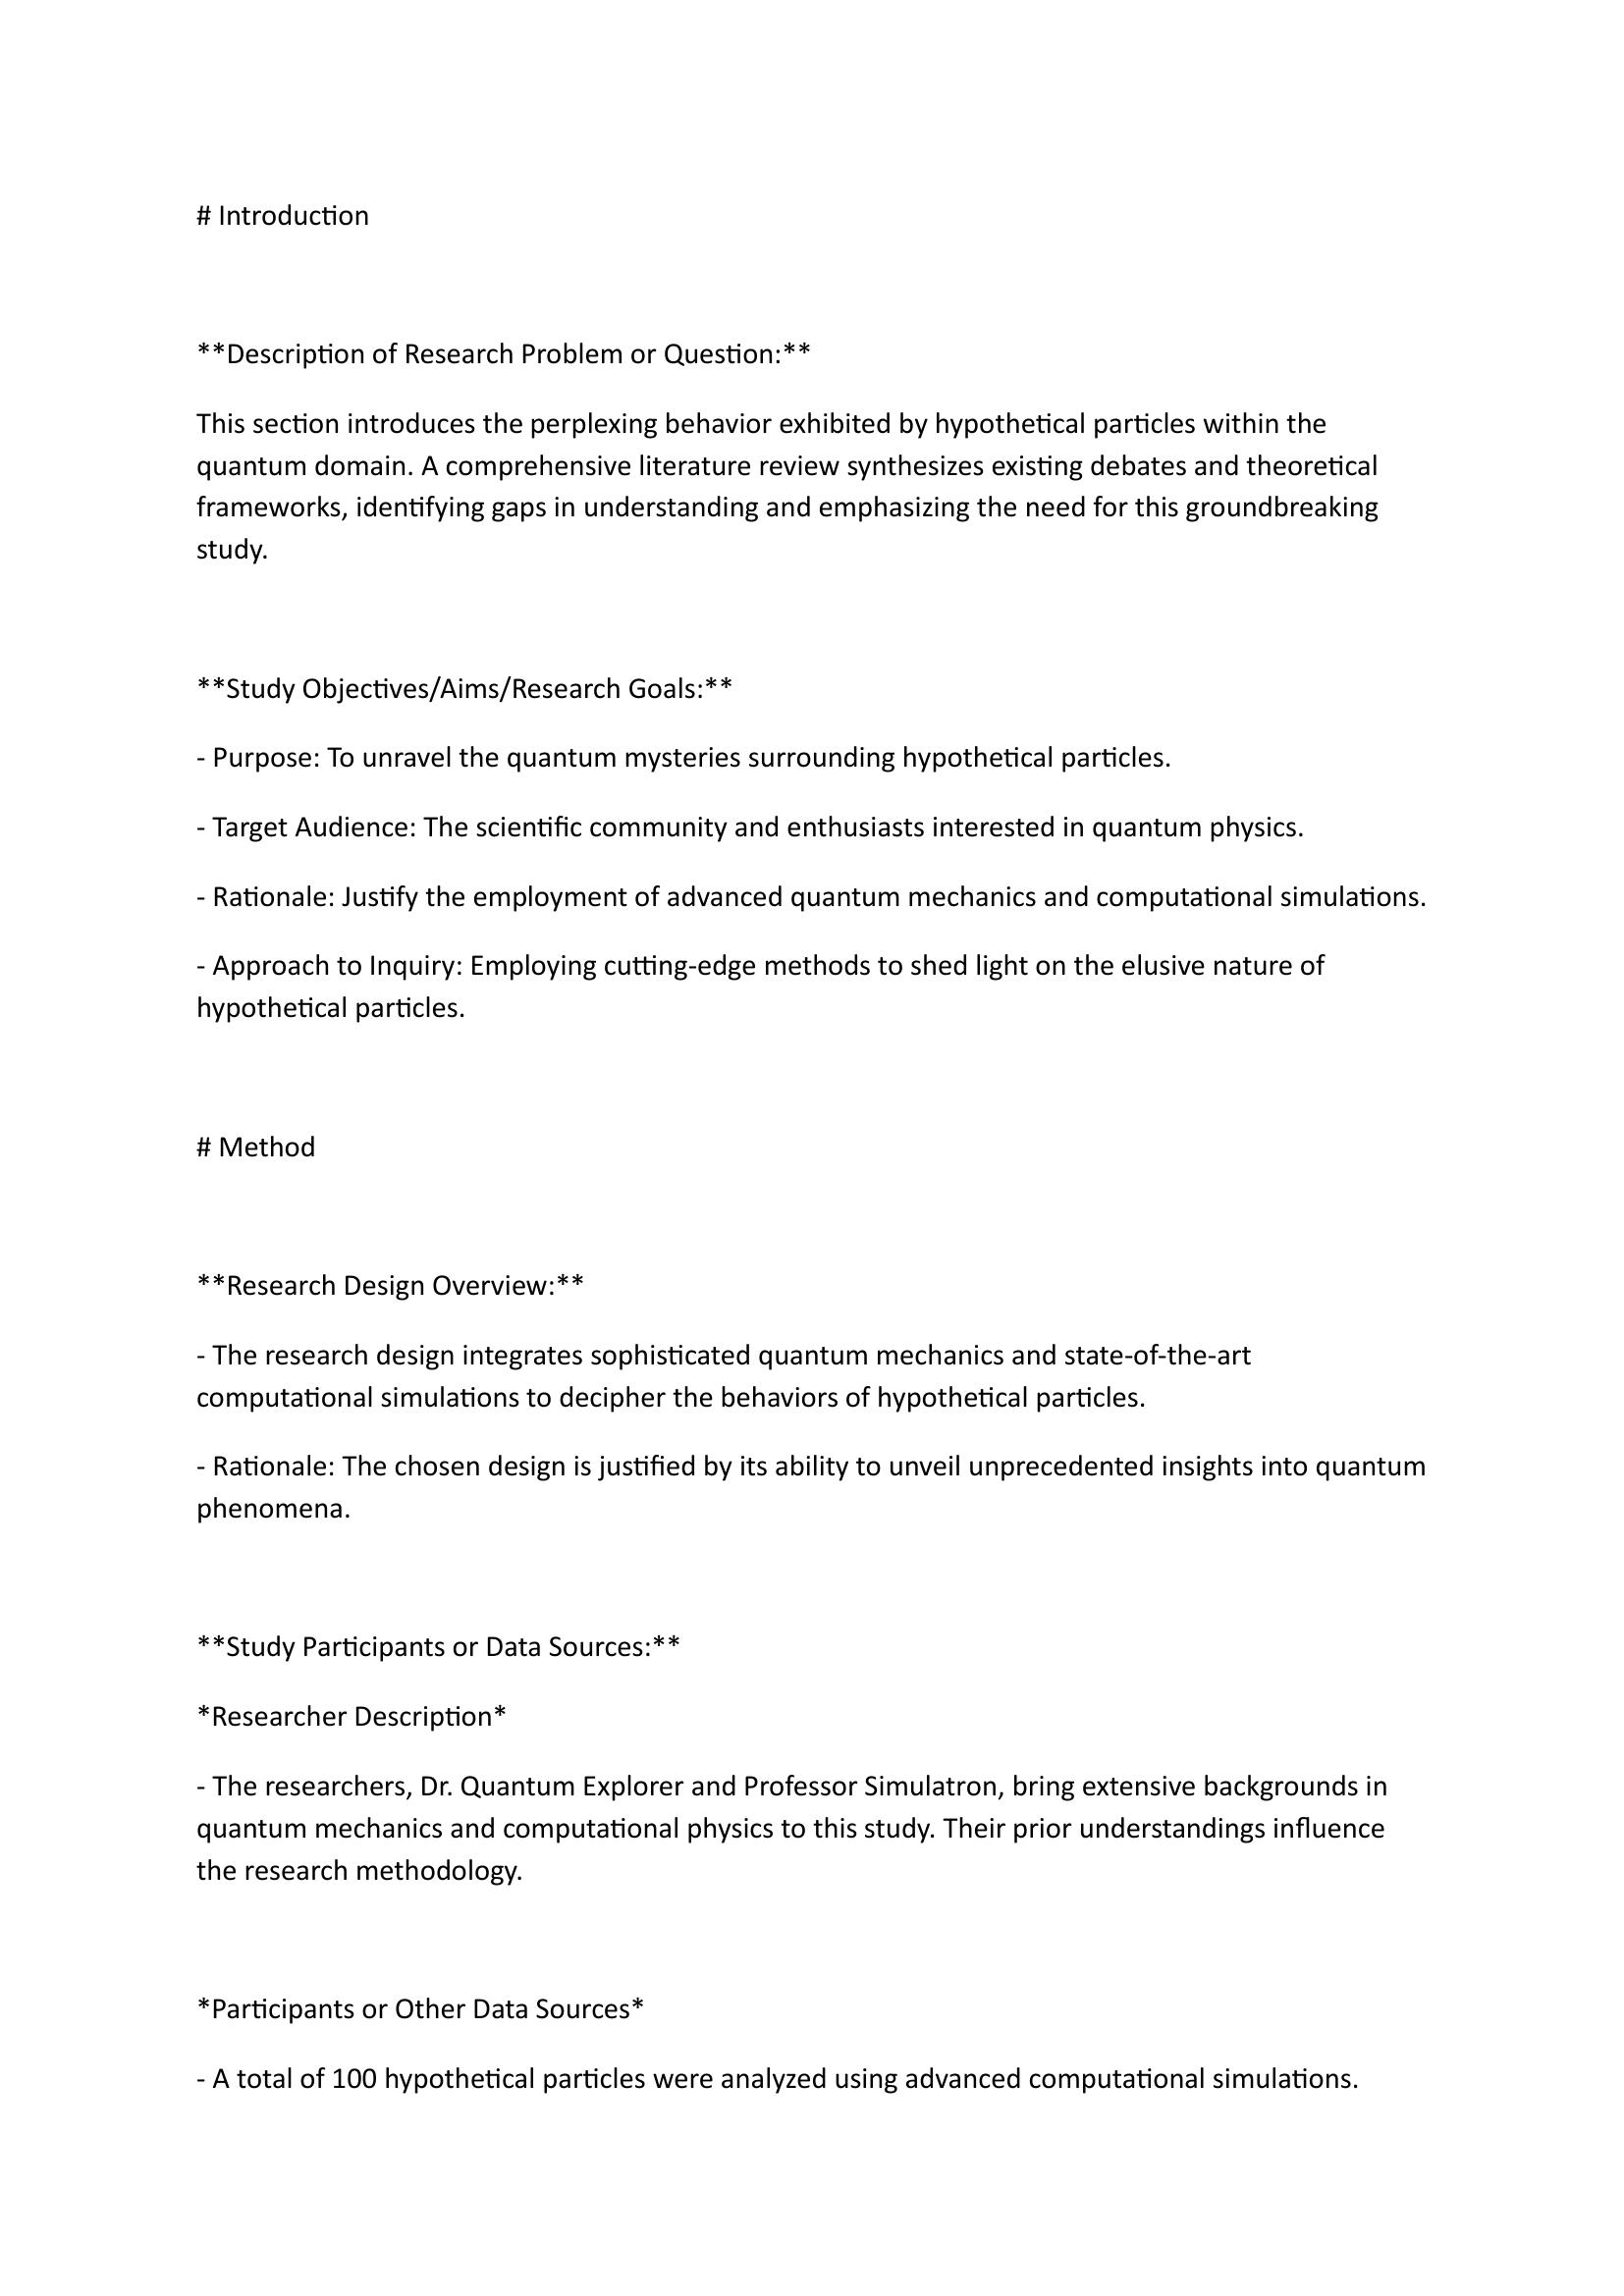 # Introduction
**Description of Research Problem or Question:**
This section introduces the perplexing behavior exhibited by hypothetical particles within the
quantum domain. A comprehensive literature review synthesizes existing debates and theoretical
frameworks, identifying gaps in understanding and emphasizing the need for this groundbreaking
study.
**Study Objectives/Aims/Research Goals:**
- Purpose: To unravel the quantum mysteries surrounding hypothetical particles.
- Target Audience: The scientific community and enthusiasts interested in quantum physics.
- Rationale: Justify the employment of advanced quantum mechanics and computational simulations.
- Approach to Inquiry: Employing cutting-edge methods to shed light on the elusive nature of
hypothetical particles.
# Method
**Research Design Overview:**
- The research design integrates sophisticated quantum mechanics and state-of-the-art
computational simulations to decipher the behaviors of hypothetical particles.
- Rationale: The chosen design is justified by its ability to unveil unprecedented insights into quantum
phenomena.
**Study Participants or Data Sources:**
*Researcher Description*
- The researchers, Dr. Quantum Explorer and Professor Simulatron, bring extensive backgrounds in
quantum mechanics and computational physics to this study. Their prior understandings influence
the research methodology.
*Participants or Other Data Sources*
- A total of 100 hypothetical particles were analyzed using advanced computational simulations.